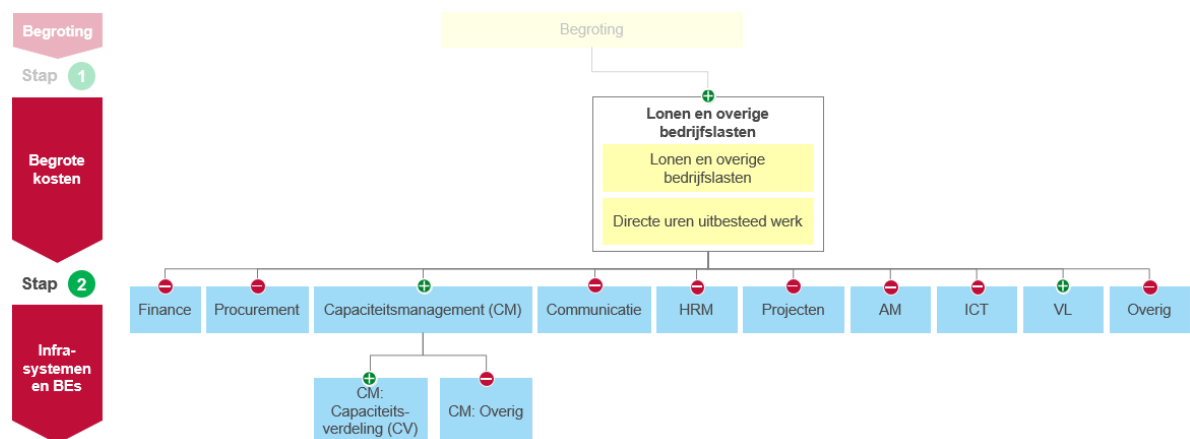 Begroting
Begroting
Stap 1
Lonen en overige
bedrijfslasten
Begrote
kosten
Lonen en overige
bedrijfslasten
Directe uren uitbesteed werk
Stap 2
Finance
Procurement
Capaciteitsmanagement (CM)
Communicatie
HRM
Projecten
AM
ICT
VL
Overig
Infra-
systemen
en BEs
CM:
Capaciteits-
verdeling (CV)
CM: Overig